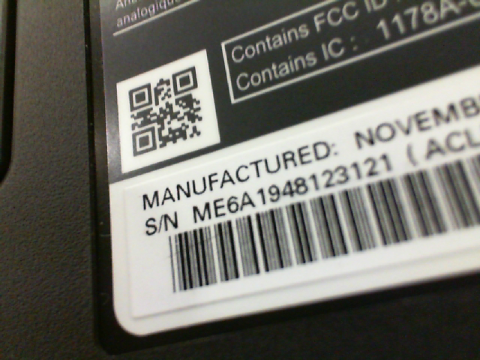 analogique
Contains FCC ID
Contains IC : 1178A-
MANUFACTURED: NOVEMB
S/N ME6A1948123121 ( ACL